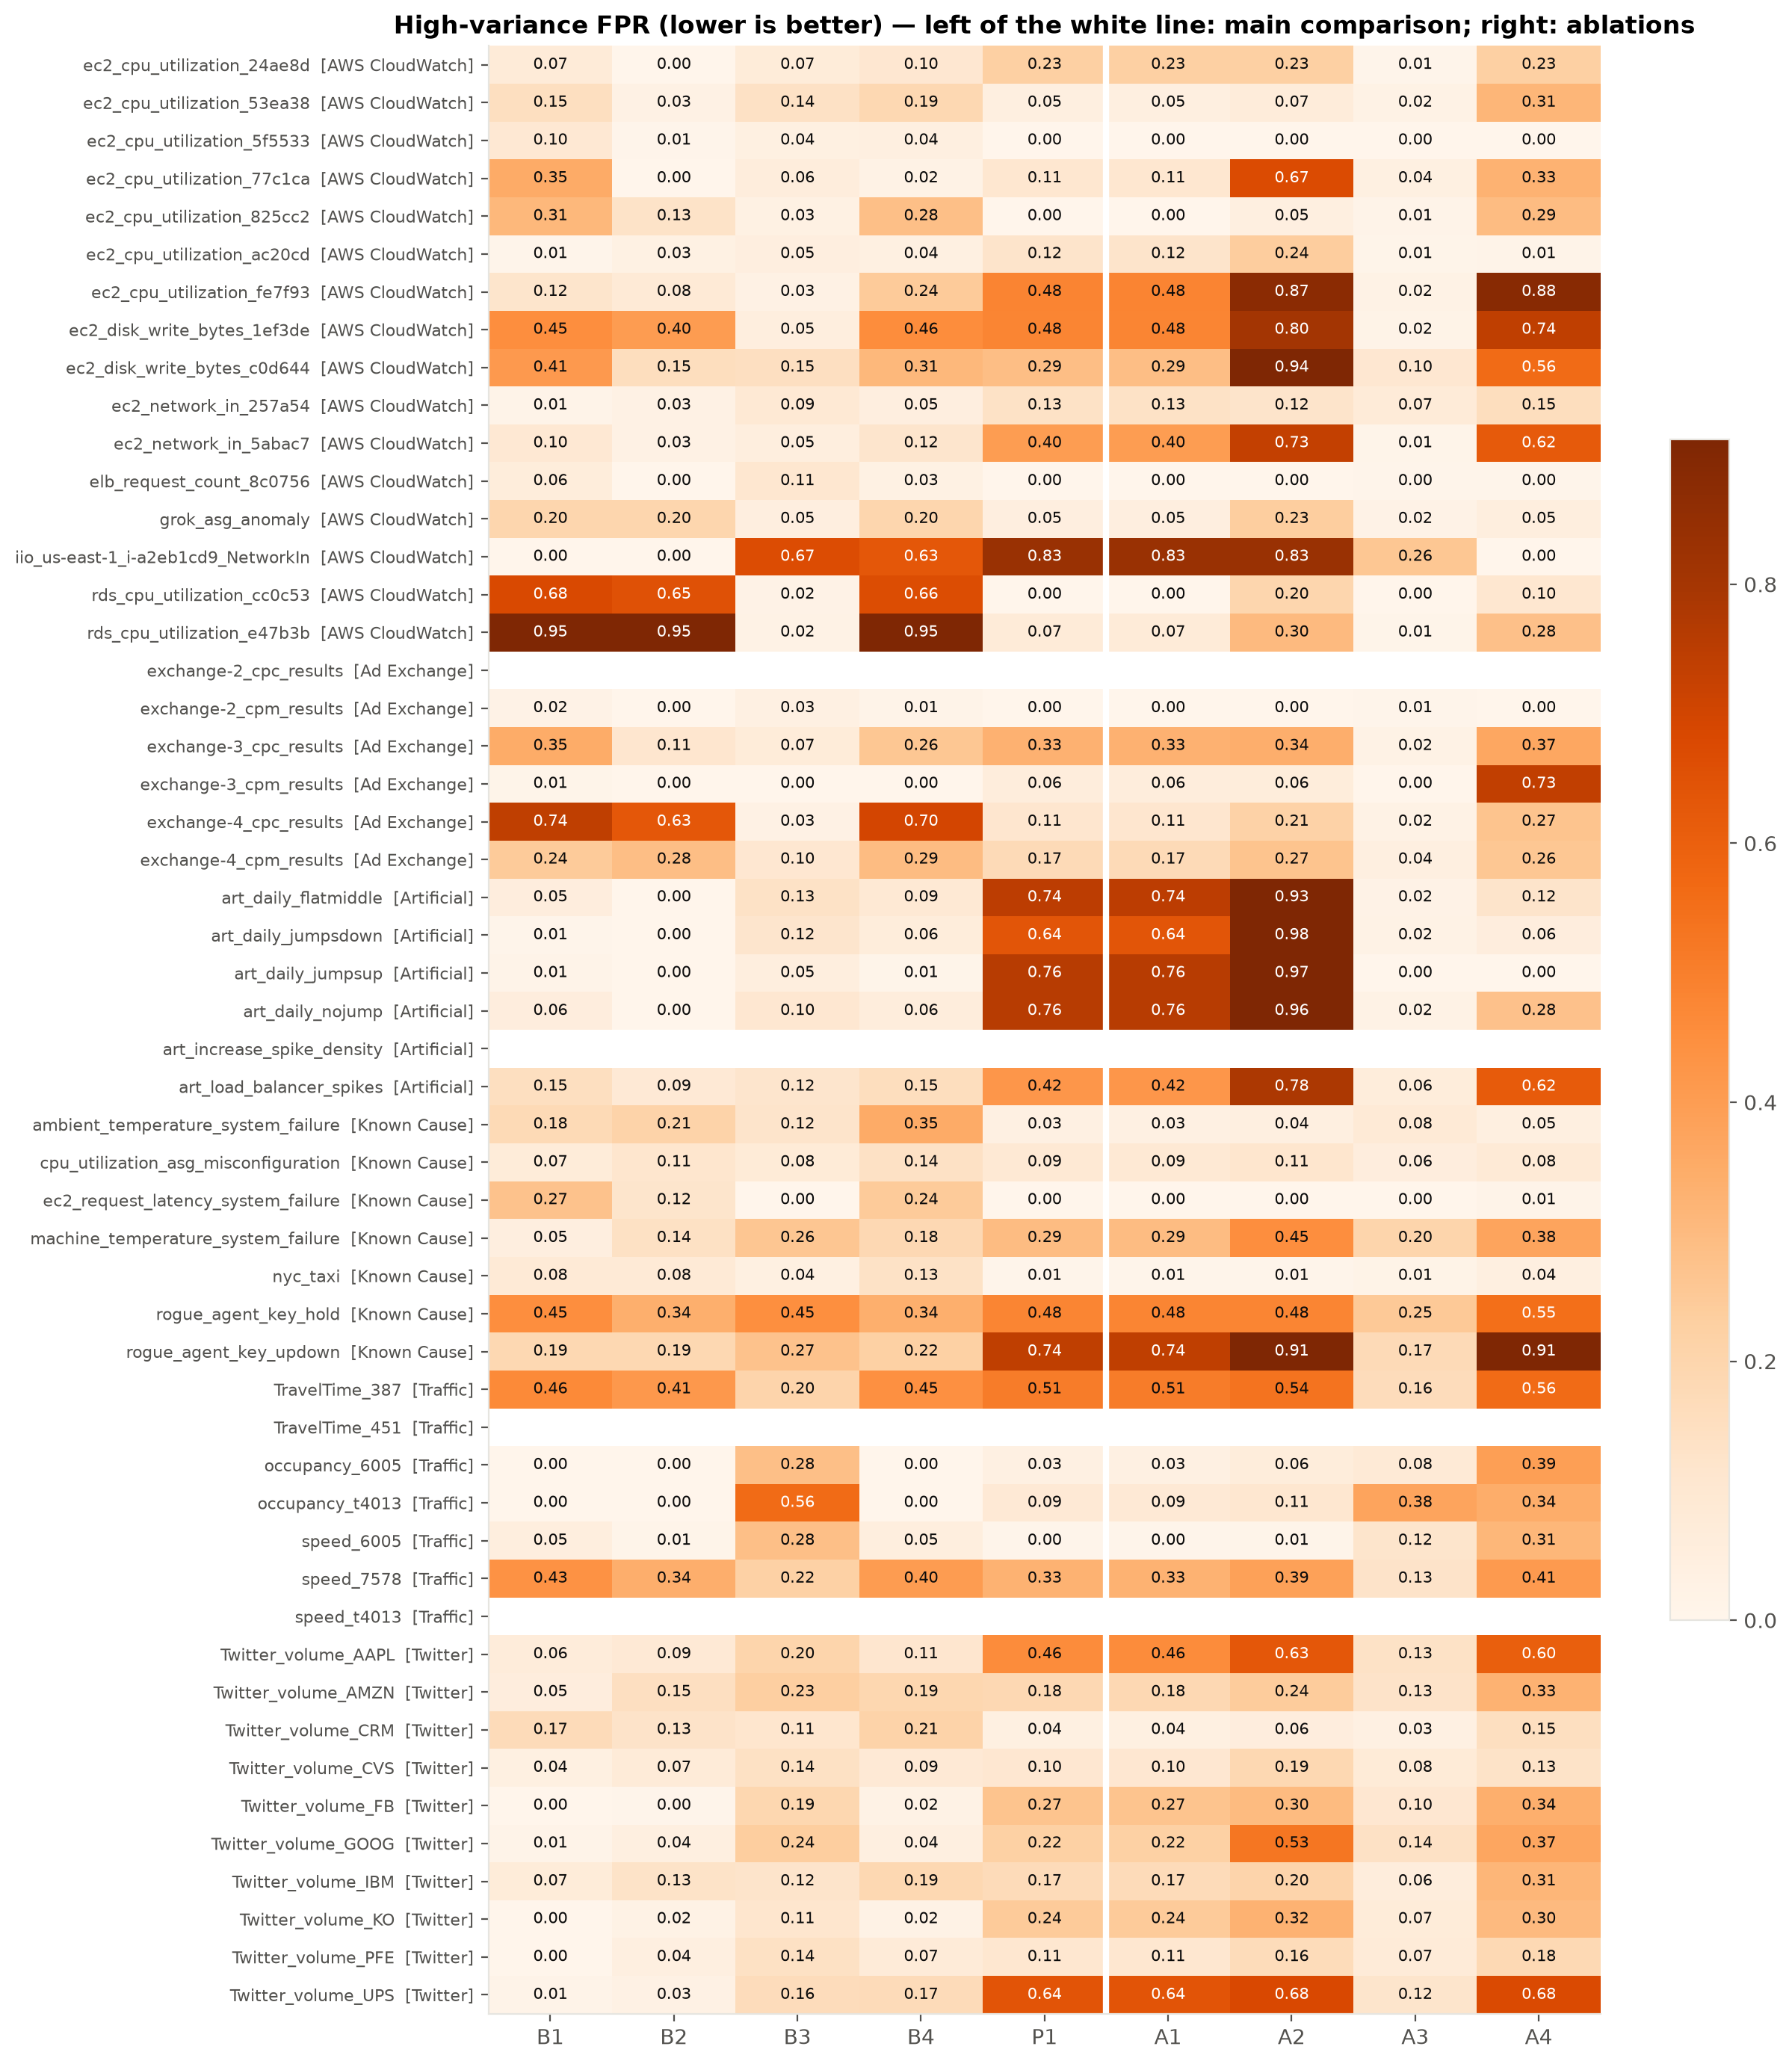 High-variance FPR (lower is better) — left of the white line: main comparison; right: ablations
ec2_cpu_utilization_24ae8d [AWS CloudWatch] 0.07 0.00 0.07 0.10 0.23 0.23 0.23 0.01 0.23
ec2_cpu_utilization_53ea38 [AWS CloudWatch] 0.15 0.03 0.14 0.19 0.05 0.05 0.07 0.02 0.31
ec2_cpu_utilization_5f5533 [AWS CloudWatch] 0.10 0.01 0.04 0.04 0.00 0.00 0.00 0.00 0.00
ec2_cpu_utilization_77c1ca [AWS CloudWatch] 0.35 0.00 0.06 0.02 0.11 0.11 0.67 0.04 0.33
ec2_cpu_utilization_825cc2 [AWS CloudWatch] 0.31 0.13 0.03 0.28 0.00 0.00 0.05 0.01 0.29
ec2_cpu_utilization_ac20cd [AWS CloudWatch] 0.01 0.03 0.05 0.04 0.12 0.12 0.24 0.01 0.01
ec2_cpu_utilization_fe7f93 [AWS CloudWatch] 0.12 0.08 0.03 0.24 0.48 0.48 0.87 0.02 0.88
ec2_disk_write_bytes_1ef3de [AWS CloudWatch] 0.45 0.40 0.05 0.46 0.48 0.48 0.80 0.02 0.74
ec2_disk_write_bytes_c0d644 [AWS CloudWatch] 0.41 0.15 0.15 0.31 0.29 0.29 0.94 0.10 0.56
ec2_network_in_257a54 [AWS CloudWatch] 0.01 0.03 0.09 0.05 0.13 0.13 0.12 0.07 0.15
ec2_network_in_5abac7 [AWS CloudWatch] 0.10 0.03 0.05 0.12 0.40 0.40 0.73 0.01 0.62
elb_request_count_8c0756 [AWS CloudWatch] 0.06 0.00 0.11 0.03 0.00 0.00 0.00 0.00 0.00
grok_asg_anomaly [AWS CloudWatch] 0.20 0.20 0.05 0.20 0.05 0.05 0.23 0.02 0.05
iio_us-east-1_i-a2eb1cd9_NetworkIn [AWS CloudWatch] 0.00 0.00 0.67 0.63 0.83 0.83 0.83 0.26 0.00
rds_cpu_utilization_cc0c53 [AWS CloudWatch] 0.68 0.65 0.02 0.66 0.00 0.00 0.20 0.00 0.10
rds_cpu_utilization_e47b3b [AWS CloudWatch] 0.95 0.95 0.02 0.95 0.07 0.07 0.30 0.01 0.28
exchange-2_cpc_results [Ad Exchange]
exchange-2_cpm_results [Ad Exchange] 0.02 0.00 0.03 0.01 0.00 0.00 0.00 0.01 0.00
exchange-3_cpc_results [Ad Exchange] 0.35 0.11 0.07 0.26 0.33 0.33 0.34 0.02 0.37
exchange-3_cpm_results [Ad Exchange] 0.01 0.00 0.00 0.00 0.06 0.06 0.06 0.00 0.73
exchange-4_cpc_results [Ad Exchange] 0.74 0.63 0.03 0.70 0.11 0.11 0.21 0.02 0.27
exchange-4_cpm_results [Ad Exchange] 0.24 0.28 0.10 0.29 0.17 0.17 0.27 0.04 0.26
art_daily_flatmiddle [Artificial] 0.05 0.00 0.13 0.09 0.74 0.74 0.93 0.02 0.12
art_daily_jumpsdown [Artificial] 0.01 0.00 0.12 0.06 0.64 0.64 0.98 0.02 0.06
art_daily_jumpsup [Artificial] 0.01 0.00 0.05 0.01 0.76 0.76 0.97 0.00 0.00
art_daily_nojump [Artificial] 0.06 0.00 0.10 0.06 0.76 0.76 0.96 0.02 0.28
art_increase_spike_density [Artificial]
art_load_balancer_spikes [Artificial] 0.15 0.09 0.12 0.15 0.42 0.42 0.78 0.06 0.62
ambient_temperature_system_failure [Known Cause] 0.18 0.21 0.12 0.35 0.03 0.03 0.04 0.08 0.05
cpu_utilization_asg_misconfiguration [Known Cause] 0.07 0.11 0.08 0.14 0.09 0.09 0.11 0.06 0.08
ec2_request_latency_system_failure [Known Cause] 0.27 0.12 0.00 0.24 0.00 0.00 0.00 0.00 0.01
machine_temperature_system_failure [Known Cause] 0.05 0.14 0.26 0.18 0.29 0.29 0.45 0.20 0.38
nyc_taxi [Known Cause] 0.08 0.08 0.04 0.13 0.01 0.01 0.01 0.01 0.04
rogue_agent_key_hold [Known Cause] 0.45 0.34 0.45 0.34 0.48 0.48 0.48 0.25 0.55
rogue_agent_key_updown [Known Cause] 0.19 0.19 0.27 0.22 0.74 0.74 0.91 0.17 0.91
TravelTime_387 [Traffic] 0.46 0.41 0.20 0.45 0.51 0.51 0.54 0.16 0.56
TravelTime_451 [Traffic]
occupancy_6005 [Traffic] 0.00 0.00 0.28 0.00 0.03 0.03 0.06 0.08 0.39
occupancy_t4013 [Traffic] 0.00 0.00 0.56 0.00 0.09 0.09 0.11 0.38 0.34
speed_6005 [Traffic] 0.05 0.01 0.28 0.05 0.00 0.00 0.01 0.12 0.31
speed_7578 [Traffic] 0.43 0.34 0.22 0.40 0.33 0.33 0.39 0.13 0.41
speed_t4013 [Traffic]
Twitter_volume_AAPL [Twitter] 0.06 0.09 0.20 0.11 0.46 0.46 0.63 0.13 0.60
Twitter_volume_AMZN [Twitter] 0.05 0.15 0.23 0.19 0.18 0.18 0.24 0.13 0.33
Twitter_volume_CRM [Twitter] 0.17 0.13 0.11 0.21 0.04 0.04 0.06 0.03 0.15
Twitter_volume_CVS [Twitter] 0.04 0.07 0.14 0.09 0.10 0.10 0.19 0.08 0.13
Twitter_volume_FB [Twitter] 0.00 0.00 0.19 0.02 0.27 0.27 0.30 0.10 0.34
Twitter_volume_GOOG [Twitter] 0.01 0.04 0.24 0.04 0.22 0.22 0.53 0.14 0.37
Twitter_volume_IBM [Twitter] 0.07 0.13 0.12 0.19 0.17 0.17 0.20 0.06 0.31
Twitter_volume_KO [Twitter] 0.00 0.02 0.11 0.02 0.24 0.24 0.32 0.07 0.30
Twitter_volume_PFE [Twitter] 0.00 0.04 0.14 0.07 0.11 0.11 0.16 0.07 0.18
Twitter_volume_UPS [Twitter] 0.01 0.03 0.16 0.17 0.64 0.64 0.68 0.12 0.68
B1 B2 B3 B4 P1 A1 A2 A3 A4
0.8
0.6
0.4
0.2
0.0